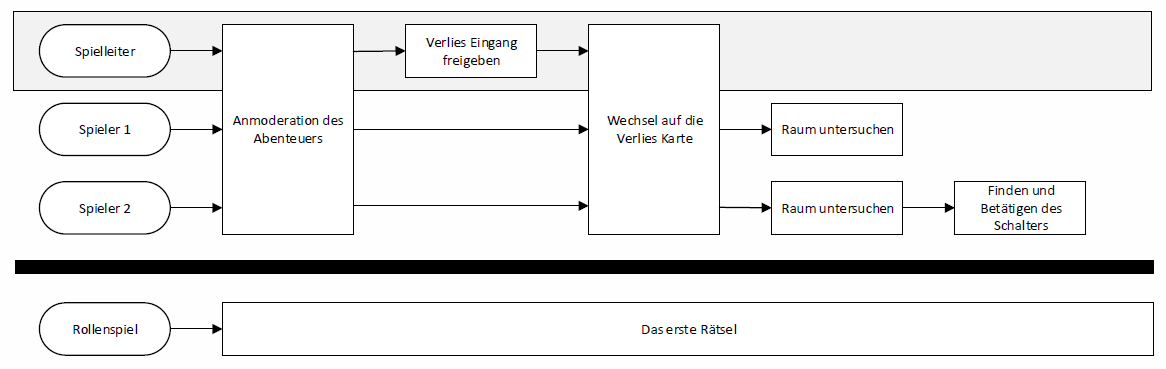 Spielleiter
Verlies Eingang
freigeben
Spieler 1
Anmoderation des
Abenteuers
Wechsel auf die
Verlies Karte
Raum untersuchen
Spieler 2
Raum untersuchen
Finden und
Betätigen des
Schalters
Rollenspiel
Das erste Rätsel